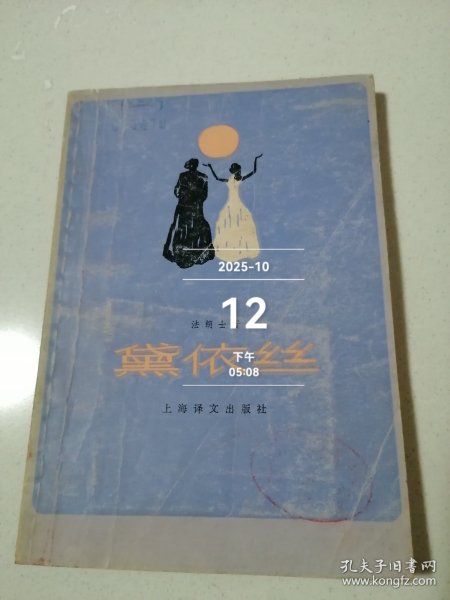 2025-10
法朗士
12
黛依丝
下午
05:08
上海译文出版社
孔夫子旧书网
www.kongfz.com